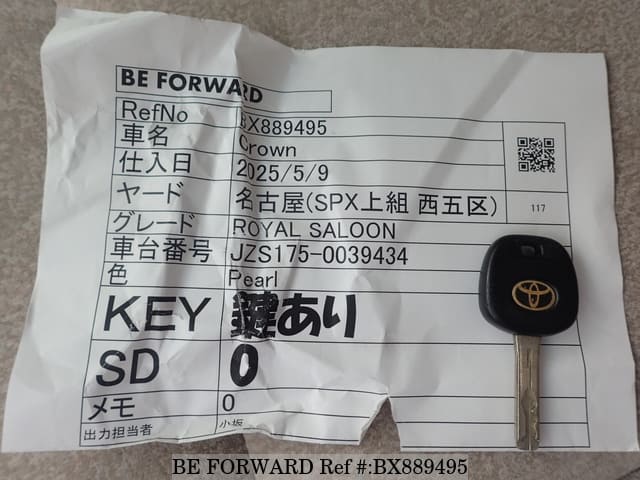 BE FORWARD
RefNo BX889495
車名 Crown
仕入日 2025/5/9
ヤード 名古屋(SPX上組 西五区)
117
グレード ROYAL SALOON
車台番号 JZS175-0039434
色 Pearl
KEY 鍵あり
SD 0
メモ 0
出力担当者 小坂
BE FORWARD Ref #:BX889495